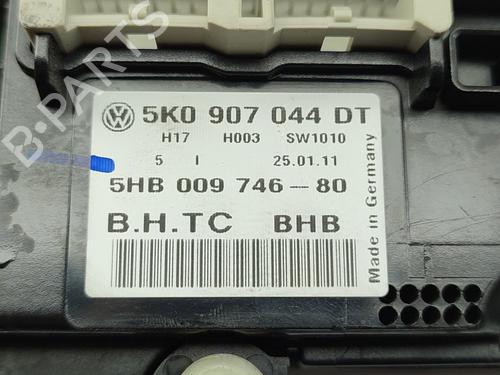 5K0 907 044 DT
H17 H003 SW1010
5 I 25.01.11
5HB 009 746-80
B.H.TC BHB
Made in Germany